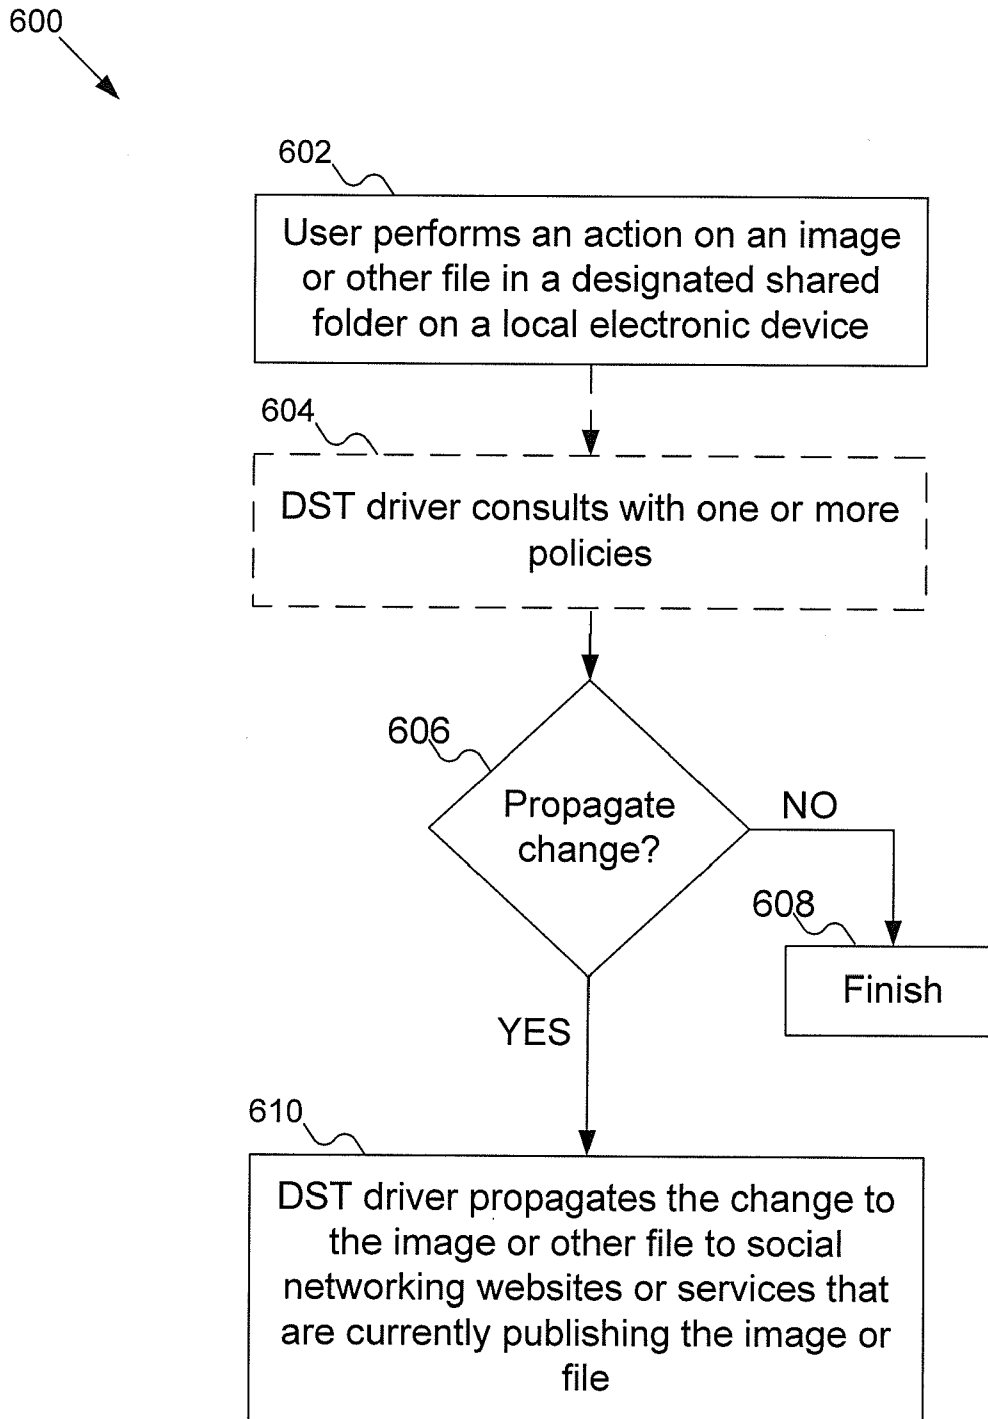 600
602
User performs an action on an image
or other file in a designated shared
folder on a local electronic device
604
DST driver consults with one or more
policies
606
Propagate
change?
NO
608
Finish
YES
610
DST driver propagates the change to
the image or other file to social
networking websites or services that
are currently publishing the image or
file